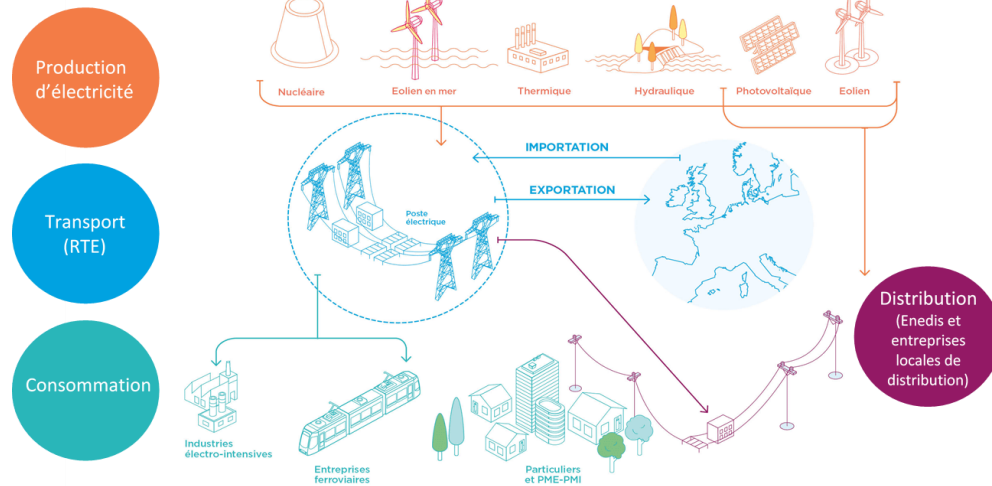 Production
d'électricité
Nucléaire
Eolien en mer
Thermique
Hydraulique
Photovoltaïque
Eolien
Transport
(RTE)
IMPORTATION
EXPORTATION
Poste
électrique
Distribution
(Enedis et
entreprises
locales de
distribution)
Consommation
Industries
électro-intensives
Entreprises
ferroviaires
Particuliers
et PME-PMI